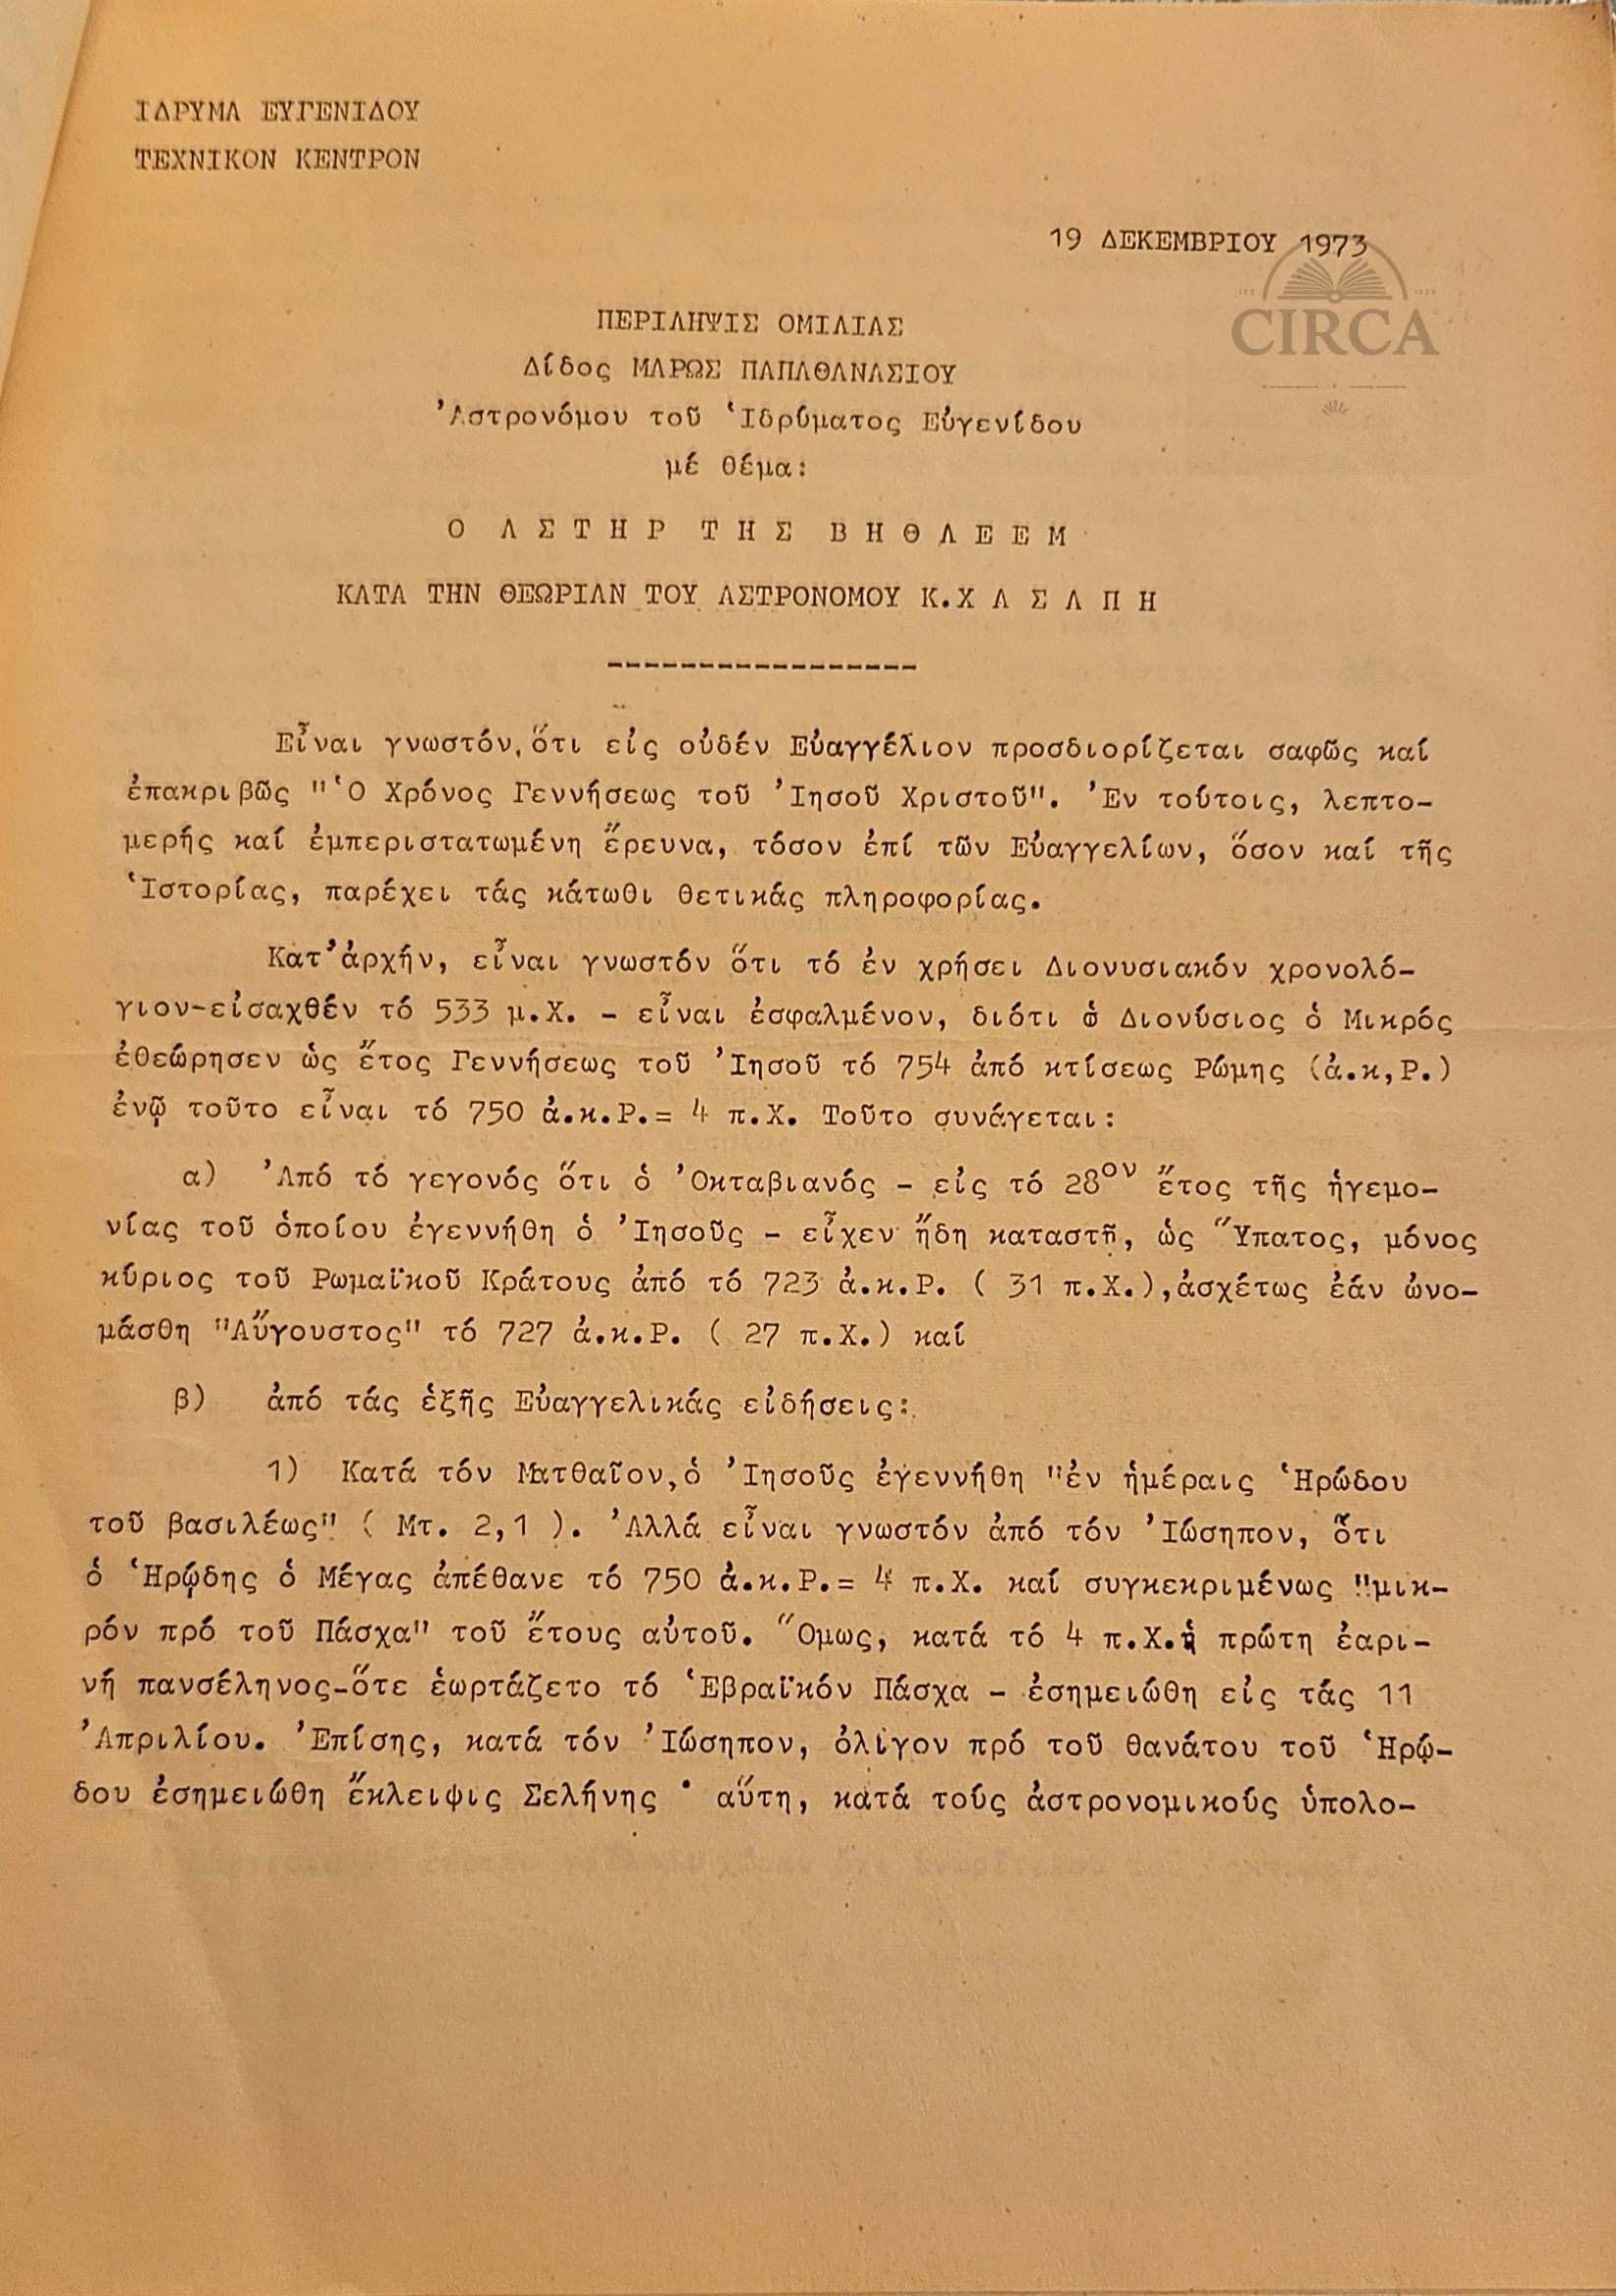 ΙΔΡΥΜΑ ΕΥΓΕΝΙΔΟΥ
ΤΕΧΝΙΚΟΝ ΚΕΝΤΡΟΝ
19 ΔΕΚΕΜΒΡΙΟΥ 1973
CIRCA
ΠΕΡΙΛΗΨΙΣ ΟΜΙΛΙΑΣ
Δίδος ΜΑΡΩΣ ΠΑΠΑΘΑΝΑΣΙΟΥ
Ἀστρονόμου τοῦ Ἱδρύματος Εὐγενίδου
μέ θέμα:
Ο ΑΣΤΗΡ ΤΗΣ ΒΗΘΛΕΕΜ
ΚΑΤΑ ΤΗΝ ΘΕΩΡΙΑΝ ΤΟΥ ΑΣΤΡΟΝΟΜΟΥ Κ.ΧΑΣΑΠΗ
-----------------
Εἶναι γνωστόν, ὅτι εἰς οὐδέν Εὐαγγέλιον προσδιορίζεται σαφῶς καί
ἐπακριβῶς "Ὁ Χρόνος Γεννήσεως τοῦ Ἰησοῦ Χριστοῦ". Ἐν τούτοις, λεπτο-
μερής καί ἐμπεριστατωμένη ἔρευνα, τόσον ἐπί τῶν Εὐαγγελίων, ὅσον καί τῆς
Ἱστορίας, παρέχει τάς κάτωθι θετικάς πληροφορίας.
Κατ'ἀρχήν, εἶναι γνωστόν ὅτι τό ἐν χρήσει Διονυσιακόν χρονολό-
γιον-εἰσαχθέν τό 533 μ.Χ. - εἶναι ἐσφαλμένον, διότι ὁ Διονύσιος ὁ Μικρός
ἐθεώρησεν ὡς ἔτος Γεννήσεως τοῦ Ἰησοῦ τό 754 ἀπό κτίσεως Ρώμης (ἀ.κ,Ρ.)
ἐνῷ τοῦτο εἶναι τό 750 ἀ.κ.Ρ.= 4 π.Χ. Τοῦτο συνάγεται:
α) Ἀπό τό γεγονός ὅτι ὁ Ὀκταβιανός - εἰς τό 28ον ἔτος τῆς ἡγεμο-
νίας τοῦ ὁποίου ἐγεννήθη ὁ Ἰησοῦς - εἶχεν ἤδη καταστῆ, ὡς Ὕπατος, μόνος
κύριος τοῦ Ρωμαϊκοῦ Κράτους ἀπό τό 723 ἀ.κ.Ρ. ( 31 π.Χ.),ἀσχέτως ἐάν ὠνο-
μάσθη "Αὔγουστος" τό 727 ἀ.κ.Ρ. ( 27 π.Χ.) καί
β) ἀπό τάς ἑξῆς Εὐαγγελικάς εἰδήσεις:
1) Κατά τόν Ματθαῖον,ὁ Ἰησοῦς ἐγεννήθη "ἐν ἡμέραις Ἡρώδου
τοῦ βασιλέως" ( Μτ. 2,1 ). Ἀλλά εἶναι γνωστόν ἀπό τόν Ἰώσηπον, ὅτι
ὁ Ἡρῴδης ὁ Μέγας ἀπέθανε τό 750 ἀ.κ.Ρ.= 4 π.Χ. καί συγκεκριμένως "μικ-
ρόν πρό τοῦ Πάσχα" τοῦ ἔτους αὐτοῦ. Ὅμως, κατά τό 4 π.Χ.ἡ πρώτη ἐαρι-
νή πανσέληνος-ὅτε ἑωρτάζετο τό Ἑβραϊκόν Πάσχα - ἐσημειώθη εἰς τάς 11
Ἀπριλίου. Ἐπίσης, κατά τόν Ἰώσηπον, ὀλίγον πρό τοῦ θανάτου τοῦ Ἡρῴ-
δου ἐσημειώθη ἔκλειψις Σελήνης · αὕτη, κατά τούς ἀστρονομικούς ὑπολο-